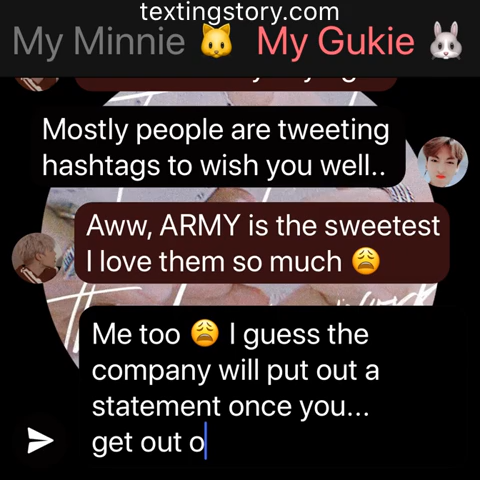 textingstory.com
My Minnie 🐱 My Gukie 🐰
Mostly people are tweeting
hashtags to wish you well..
Aww, ARMY is the sweetest
I love them so much 😩
Me too 😩 I guess the
company will put out a
statement once you...
get out o